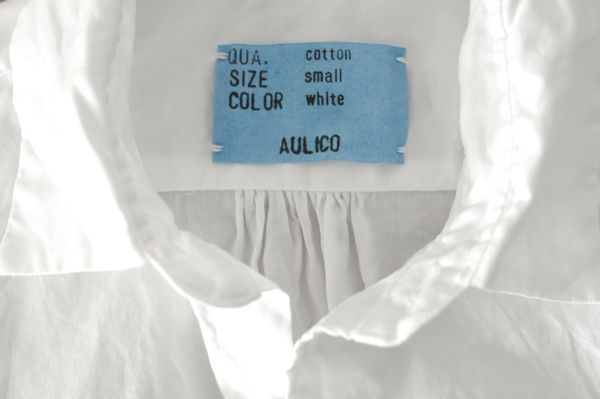 QUA. cotton
SIZE small
COLOR white
AULICO